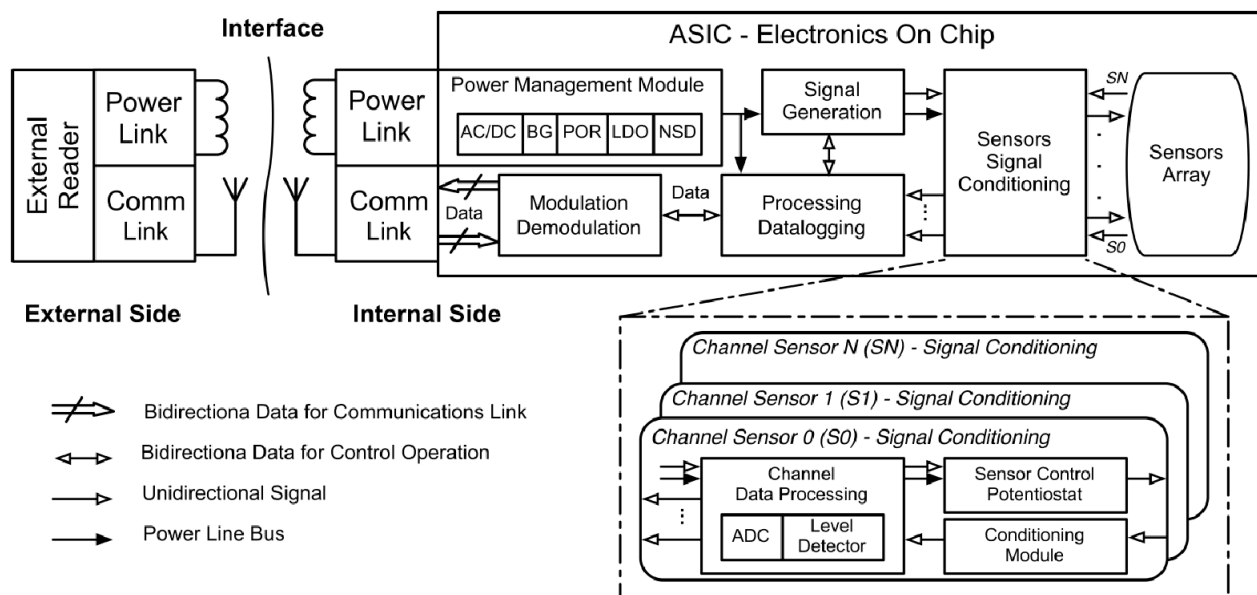 Interface
ASIC - Electronics On Chip
External
Reader
Power
Link
Comm
Link
Power
Link
Comm
Link
Power Management Module
AC/DC BG POR LDO NSD
Signal
Generation
Sensors
Signal
Conditioning
SN
S0
Sensors
Array
Data
Modulation
Demodulation
Data
Processing
Datalogging
External Side
Internal Side
Bidirectiona Data for Communications Link
Bidirectiona Data for Control Operation
Unidirectional Signal
Power Line Bus
Channel Sensor N (SN) - Signal Conditioning
Channel Sensor 1 (S1) - Signal Conditioning
Channel Sensor 0 (S0) - Signal Conditioning
Channel
Data Processing
ADC
Level
Detector
Sensor Control
Potentiostat
Conditioning
Module